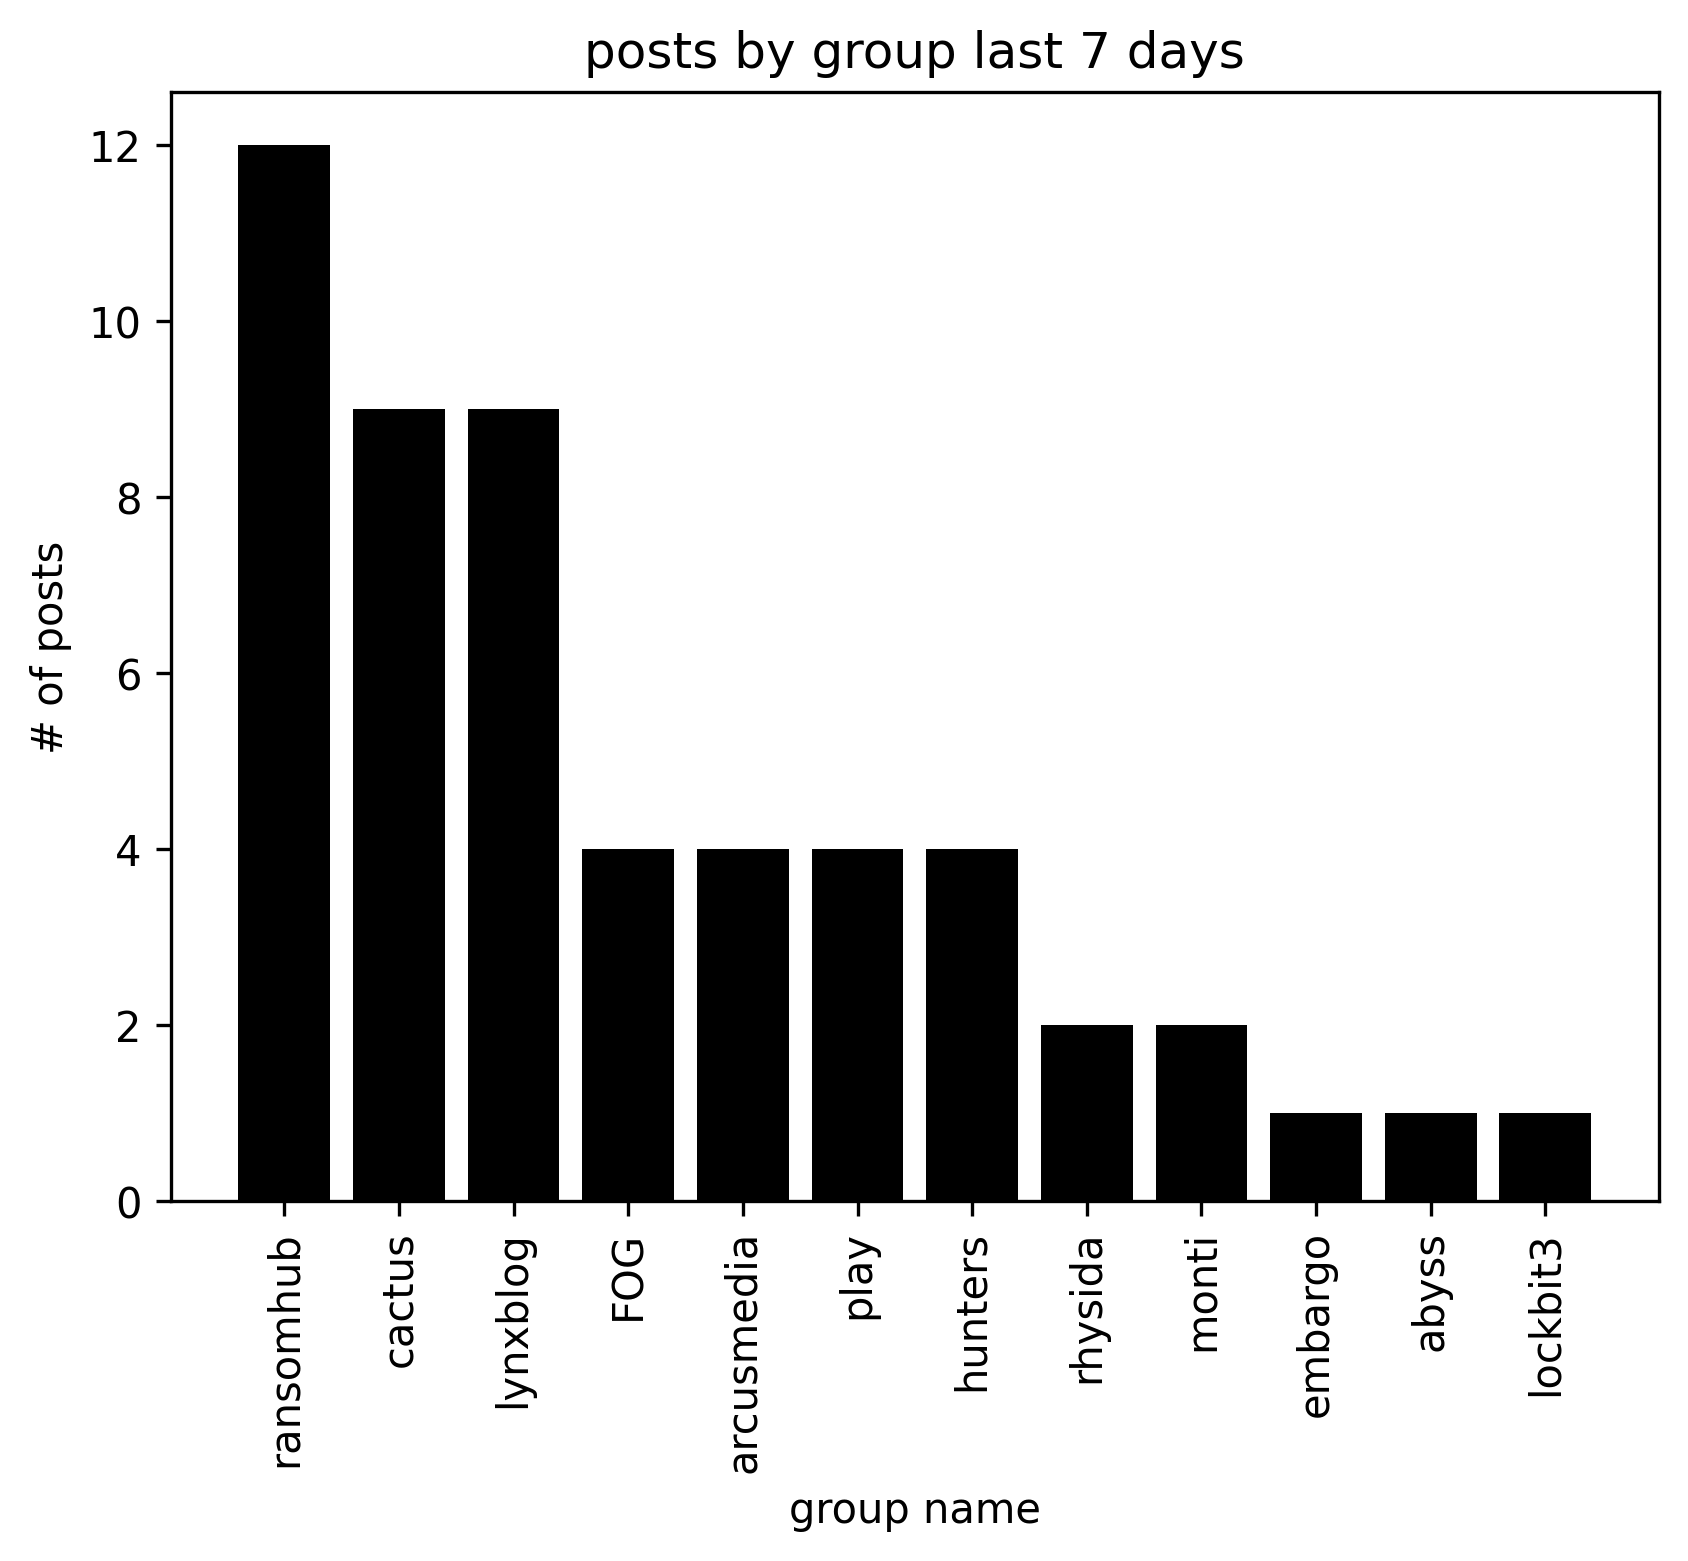 posts by group last 7 days
12
10
8
6
4
2
0
# of posts
ransomhub
cactus
lynxblog
FOG
arcusmedia
play
hunters
rhysida
monti
embargo
abyss
lockbit3
group name